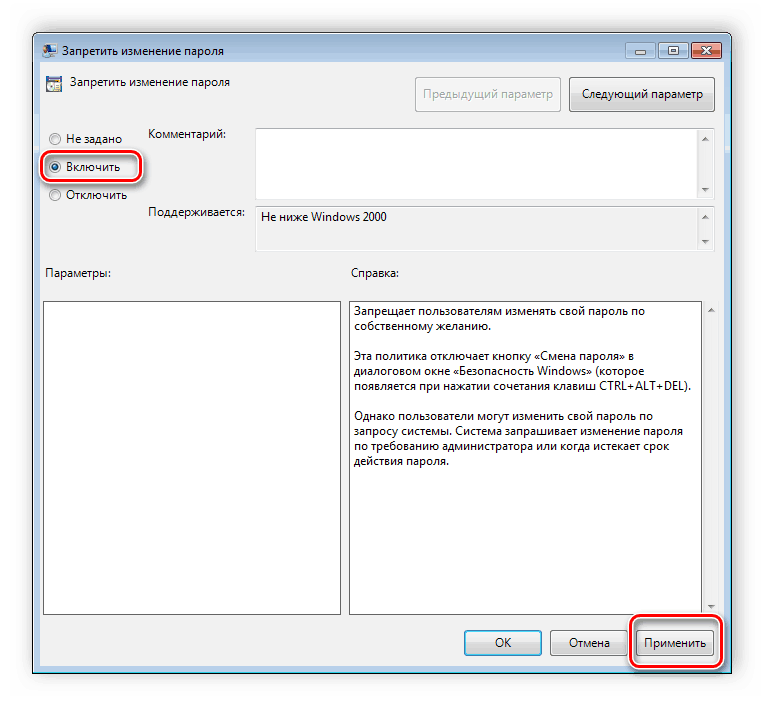 Запретить изменение пароля
Запретить изменение пароля
Предыдущий параметр
Следующий параметр
Не задано
Включить
Отключить
Комментарий:
Поддерживается:
Не ниже Windows 2000
Параметры:
Справка:
Запрещает пользователям изменять свой пароль по
собственному желанию.
Эта политика отключает кнопку «Смена пароля» в
диалоговом окне «Безопасность Windows» (которое
появляется при нажатии сочетания клавиш CTRL+ALT+DEL).
Однако пользователи могут изменить свой пароль по
запросу системы. Система запрашивает изменение пароля
по требованию администратора или когда истекает срок
действия пароля.
ОК
Отмена
Применить